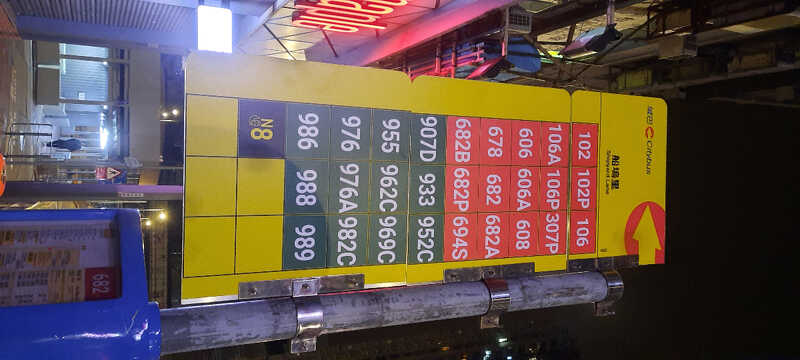 城巴 Citybus
船塢里
Shipyard Lane
102 102P 106
106A 106P 307P
606 606A 608
678 682 682A
682B 682P 694S
907D 933 952C
955 962C 969C
976 976A 982C
986 988 989
N8
682